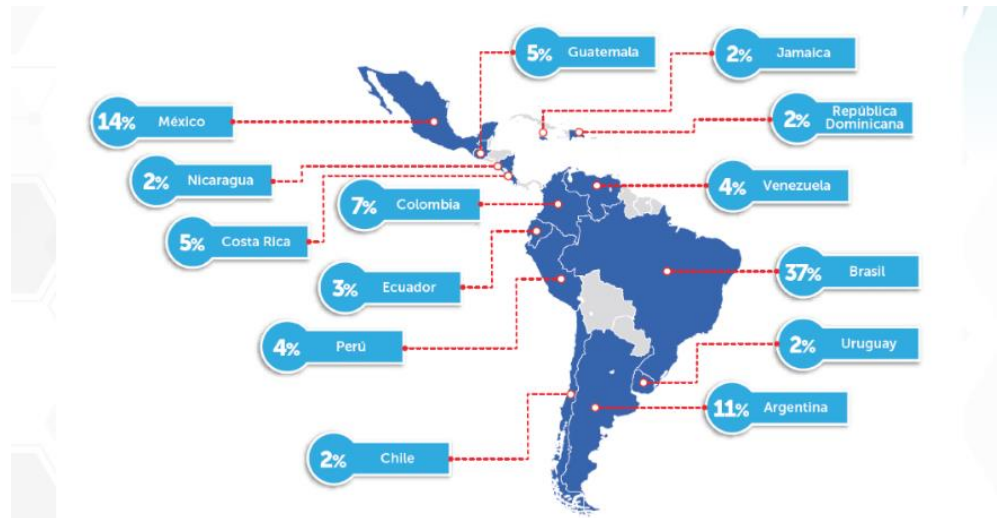 5% Guatemala
2% Jamaica
14% México
2% República
Dominicana
2% Nicaragua
7% Colombia
4% Venezuela
5% Costa Rica
3% Ecuador
37% Brasil
4% Perú
2% Uruguay
11% Argentina
2% Chile